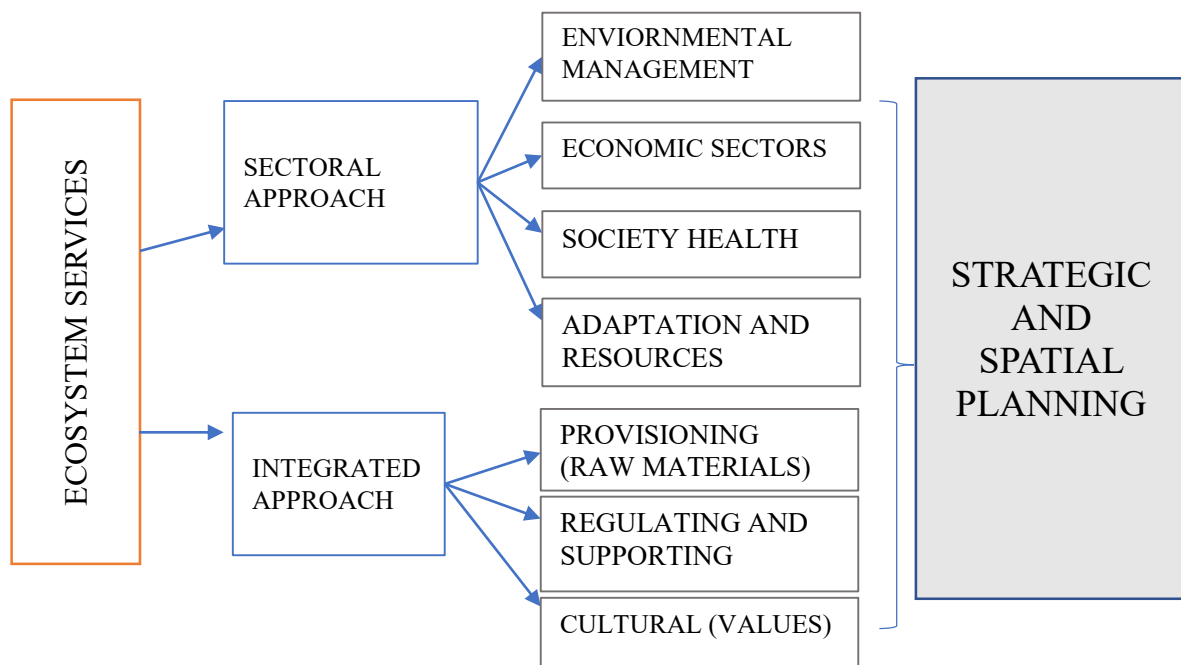 ECOSYSTEM SERVICES
SECTORAL
APPROACH
INTEGRATED
APPROACH
ENVIORNMENTAL
MANAGEMENT
ECONOMIC SECTORS
SOCIETY HEALTH
ADAPTATION AND
RESOURCES
PROVISIONING
(RAW MATERIALS)
REGULATING AND
SUPPORTING
CULTURAL (VALUES)
STRATEGIC
AND
SPATIAL
PLANNING